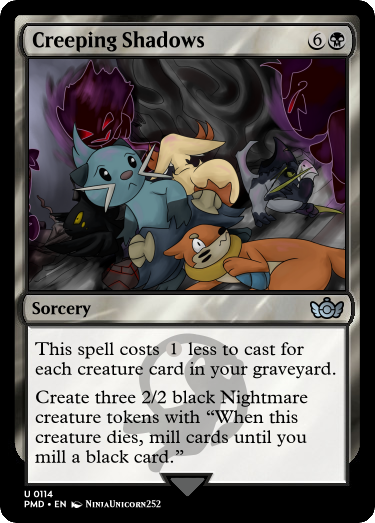 Creeping Shadows 6
Sorcery
This spell costs 1 less to cast for
each creature card in your graveyard.
Create three 2/2 black Nightmare
creature tokens with “When this
creature dies, mill cards until you
mill a black card.”
U 0114
PMD • EN NinjaUnicorn252